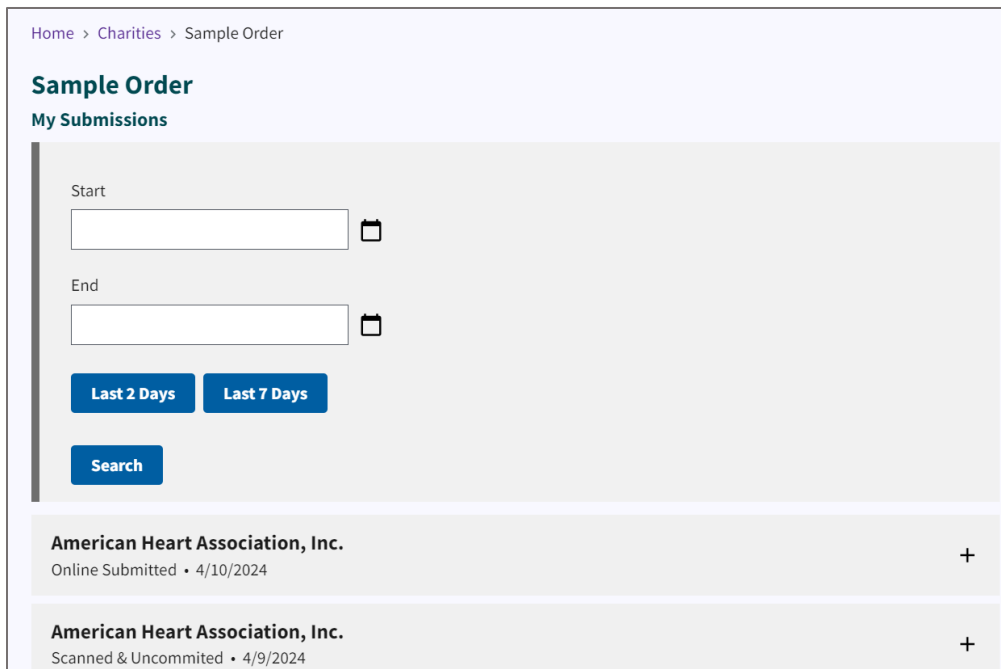 Home > Charities > Sample Order
Sample Order
My Submissions
Start
End
Last 2 Days Last 7 Days
Search
American Heart Association, Inc.
Online Submitted • 4/10/2024
American Heart Association, Inc.
Scanned & Uncommited • 4/9/2024